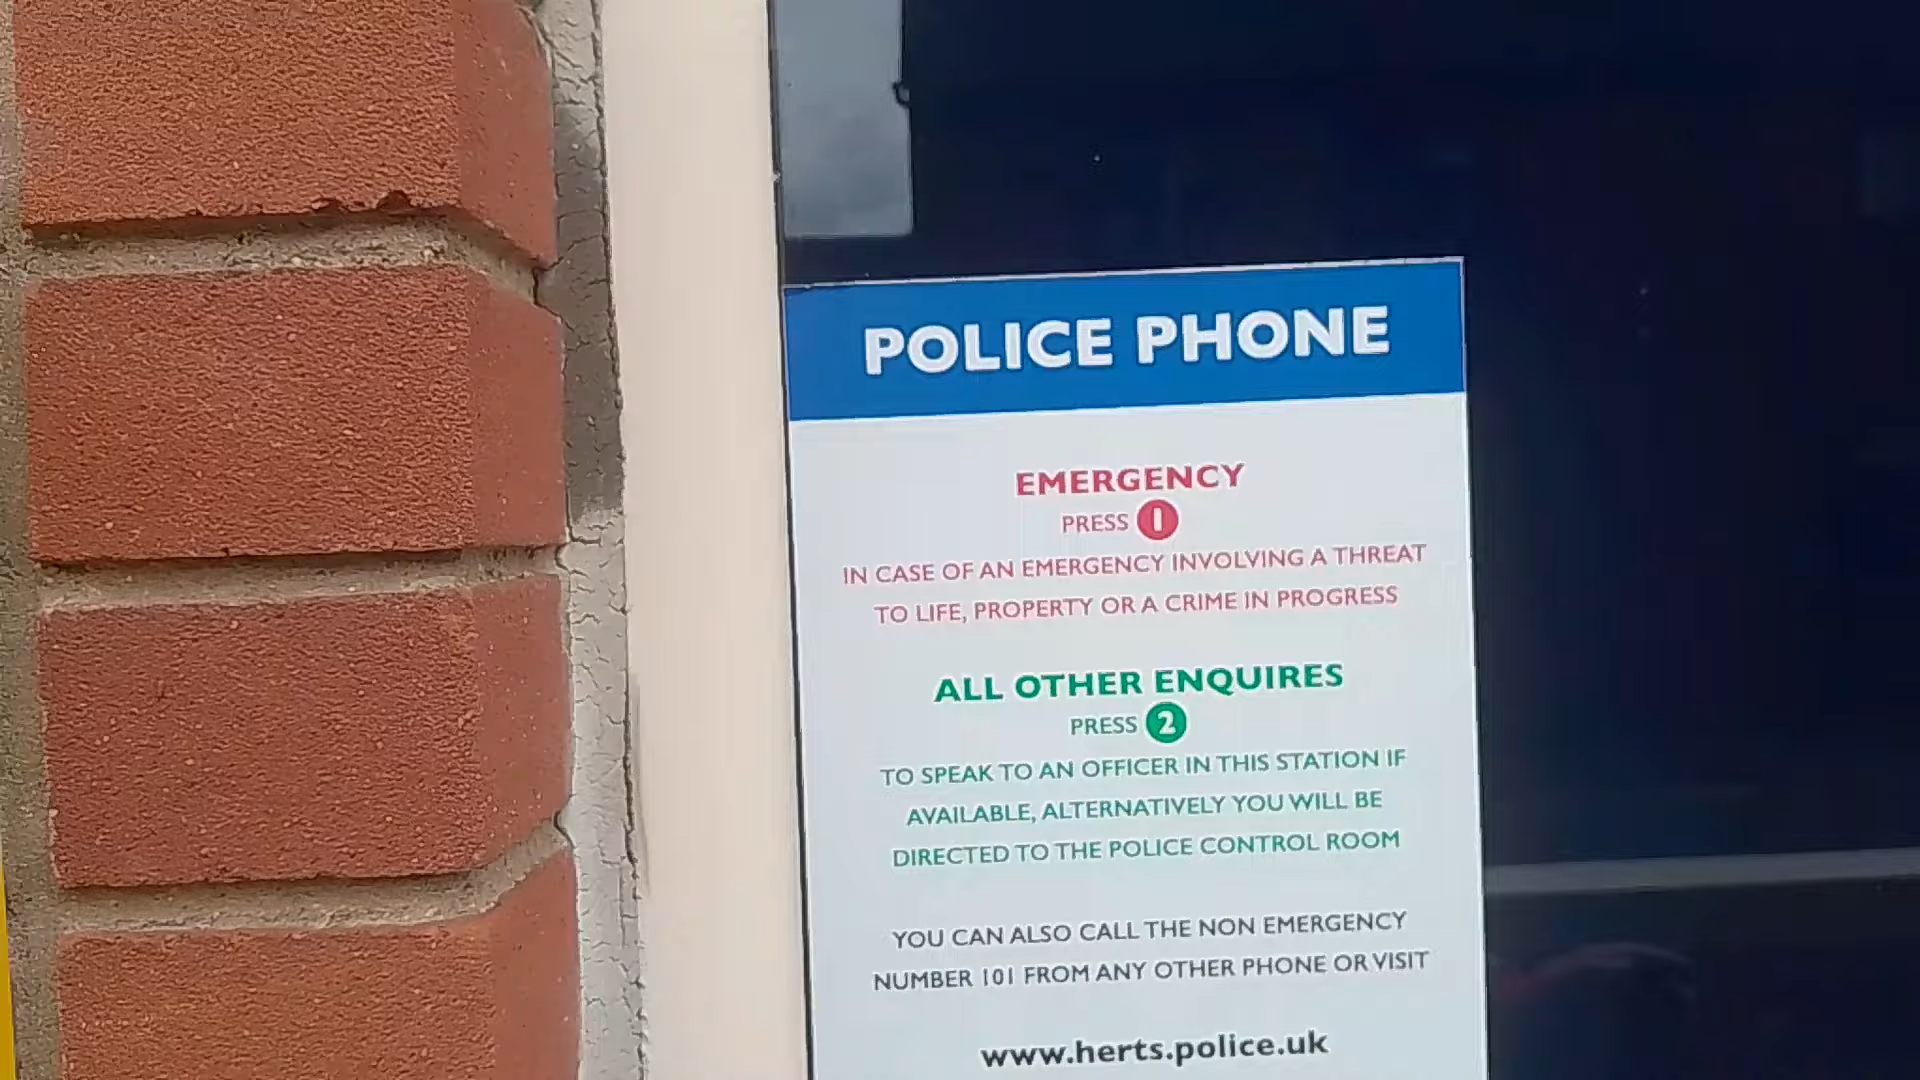 POLICE PHONE
EMERGENCY
PRESS 1
IN CASE OF AN EMERGENCY INVOLVING A THREAT
TO LIFE, PROPERTY OR A CRIME IN PROGRESS
ALL OTHER ENQUIRES
PRESS 2
TO SPEAK TO AN OFFICER IN THIS STATION IF
AVAILABLE, ALTERNATIVELY YOU WILL BE
DIRECTED TO THE POLICE CONTROL ROOM
YOU CAN ALSO CALL THE NON EMERGENCY
NUMBER 101 FROM ANY OTHER PHONE OR VISIT
www.herts.police.uk